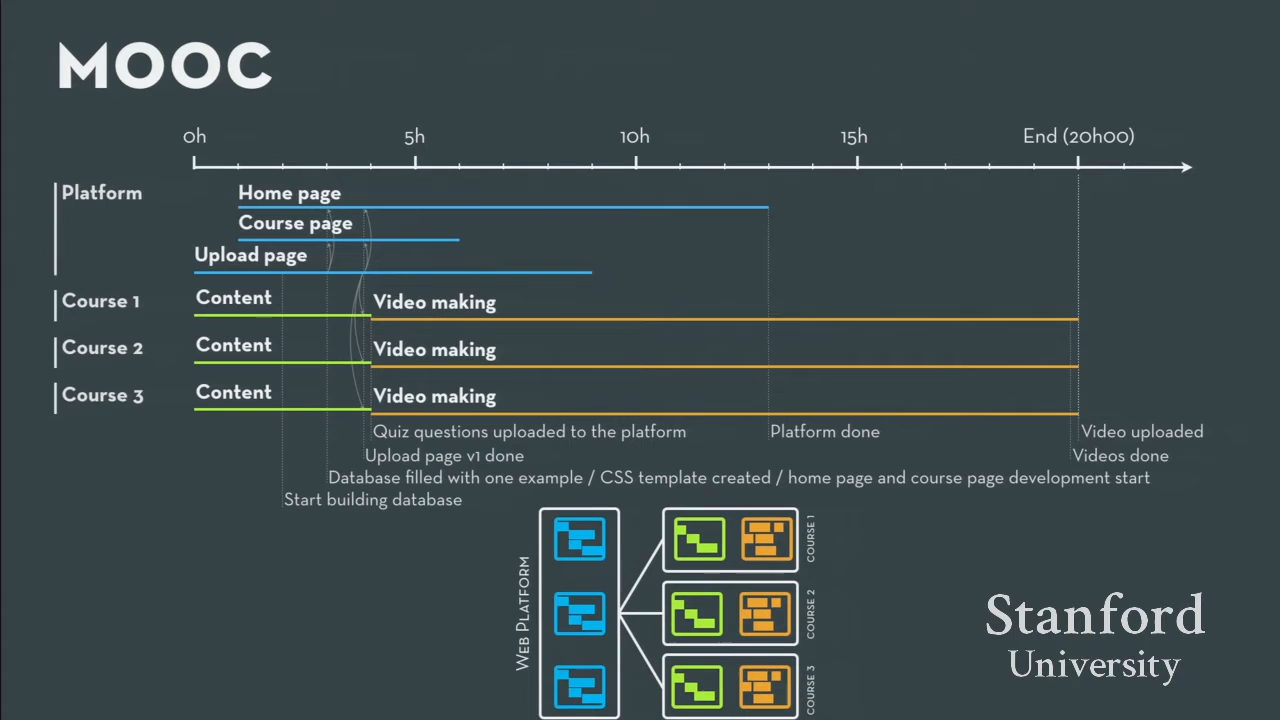 MOOC
0h 5h 10h 15h End (20h00)
Platform
Home page
Course page
Upload page
Course 1 Content Video making
Course 2 Content Video making
Course 3 Content Video making
Quiz questions uploaded to the platform Platform done Video uploaded
Upload page v1 done Videos done
Database filled with one example / CSS template created / home page and course page development start
Start building database
WEB PLATFORM
COURSE 1
COURSE 2
COURSE 3
Stanford
University